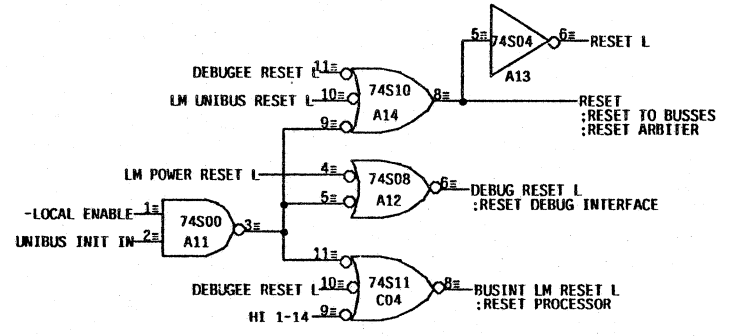 5≡ 74S04 6≡ RESET L
A13
DEBUGEE RESET L 11≡
74S10
LM UNIBUS RESET L 10≡ 8≡ RESET
A14
:RESET TO BUSSES
9≡
:RESET ARBITER
LM POWER RESET L 4≡
74S08 6≡ DEBUG RESET L
5≡ A12 :RESET DEBUG INTERFACE
-LOCAL ENABLE 1≡
74S00 3≡
UNIBUS INIT IN 2≡ A11
11≡
74S11
DEBUGEE RESET L 10≡ 8≡ BUSINT LM RESET L
C04 :RESET PROCESSOR
HI 1-14 9≡